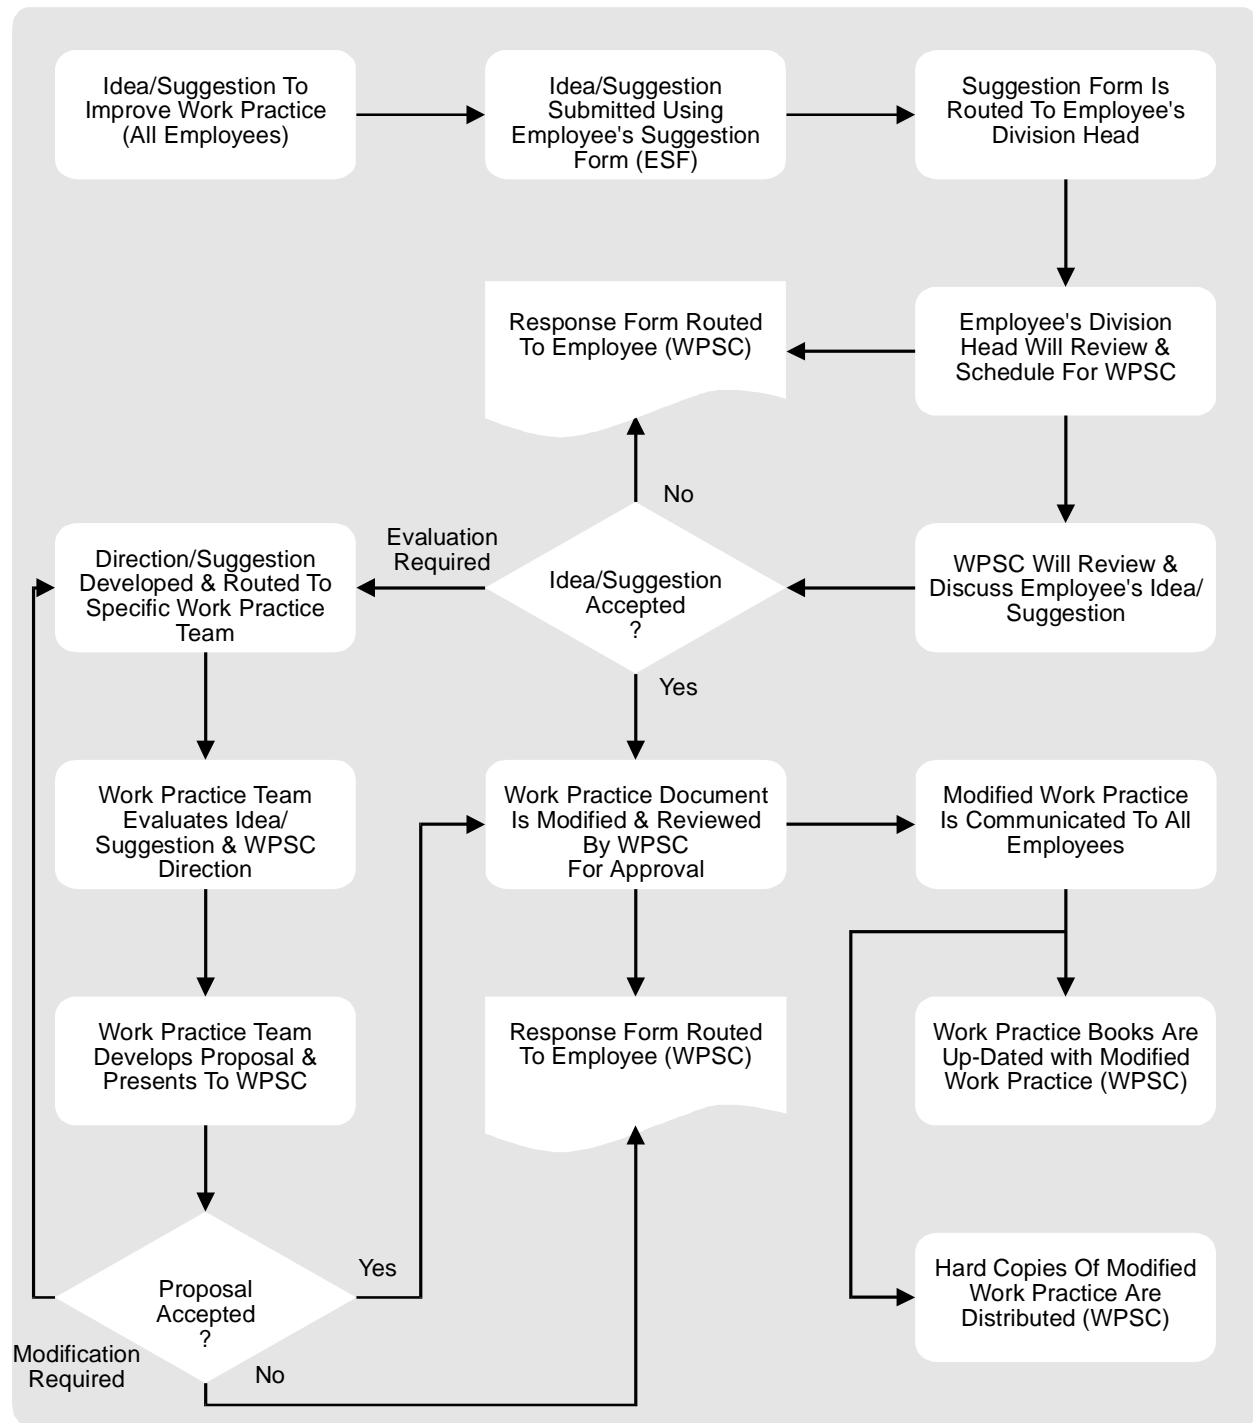 Idea/Suggestion To
Improve Work Practice
(All Employees)
Idea/Suggestion
Submitted Using
Employee's Suggestion
Form (ESF)
Suggestion Form Is
Routed To Employee's
Division Head
Response Form Routed
To Employee (WPSC)
Employee's Division
Head Will Review &
Schedule For WPSC
No
Evaluation
Required
Direction/Suggestion
Developed & Routed To
Specific Work Practice
Team
Idea/Suggestion
Accepted
?
WPSC Will Review &
Discuss Employee's Idea/
Suggestion
Yes
Work Practice Team
Evaluates Idea/
Suggestion & WPSC
Direction
Work Practice Document
Is Modified & Reviewed
By WPSC
For Approval
Modified Work Practice
Is Communicated To All
Employees
Work Practice Team
Develops Proposal &
Presents To WPSC
Response Form Routed
To Employee (WPSC)
Work Practice Books Are
Up-Dated with Modified
Work Practice (WPSC)
Yes
Proposal
Accepted
?
Hard Copies Of Modified
Work Practice Are
Distributed (WPSC)
Modification
Required
No